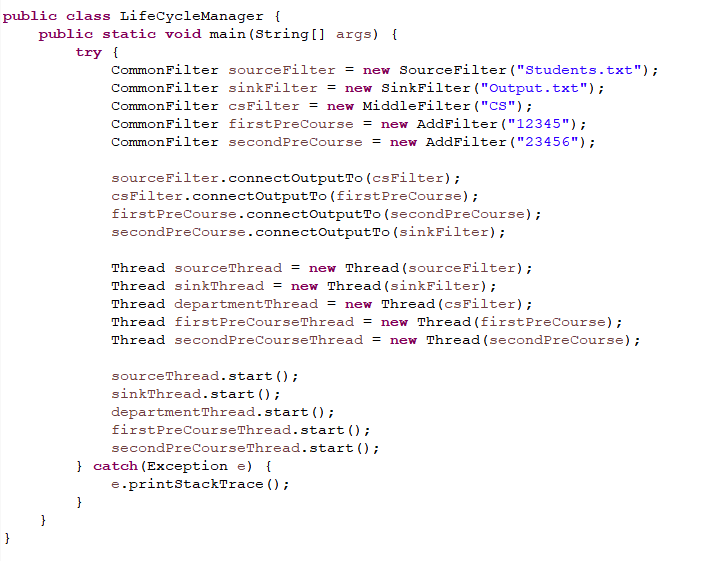 public class LifeCycleManager {
    public static void main(String[] args) {
        try {
            CommonFilter sourceFilter = new SourceFilter("Students.txt");
            CommonFilter sinkFilter = new SinkFilter("Output.txt");
            CommonFilter csFilter = new MiddleFilter("CS");
            CommonFilter firstPreCourse = new AddFilter("12345");
            CommonFilter secondPreCourse = new AddFilter("23456");

            sourceFilter.connectOutputTo(csFilter);
            csFilter.connectOutputTo(firstPreCourse);
            firstPreCourse.connectOutputTo(secondPreCourse);
            secondPreCourse.connectOutputTo(sinkFilter);

            Thread sourceThread = new Thread(sourceFilter);
            Thread sinkThread = new Thread(sinkFilter);
            Thread departmentThread = new Thread(csFilter);
            Thread firstPreCourseThread = new Thread(firstPreCourse);
            Thread secondPreCourseThread = new Thread(secondPreCourse);

            sourceThread.start();
            sinkThread.start();
            departmentThread.start();
            firstPreCourseThread.start();
            secondPreCourseThread.start();
        } catch(Exception e) {
            e.printStackTrace();
        }
    }
}